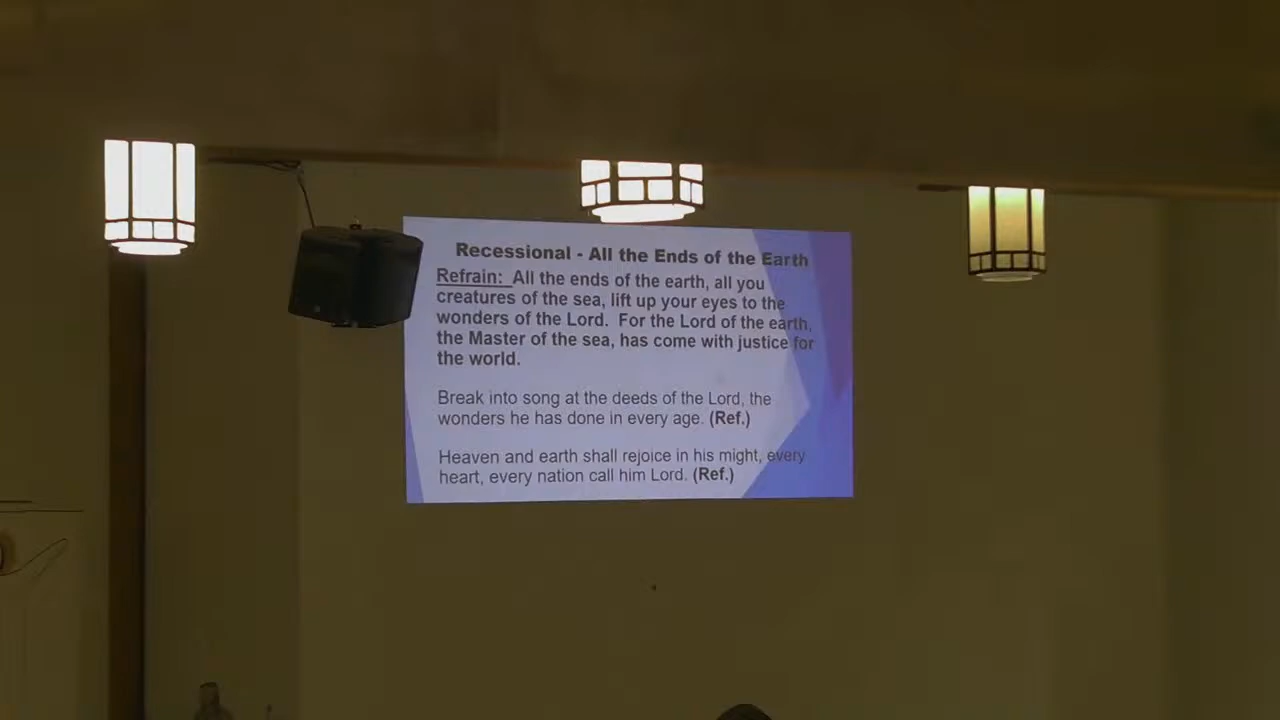 Recessional - All the Ends of the Earth
Refrain: All the ends of the earth, all you
creatures of the sea, lift up your eyes to the
wonders of the Lord. For the Lord of the earth,
the Master of the sea, has come with justice for
the world.
Break into song at the deeds of the Lord, the
wonders he has done in every age. (Ref.)
Heaven and earth shall rejoice in his might, every
heart, every nation call him Lord. (Ref.)